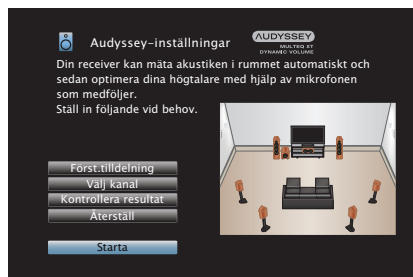 Audyssey-inställningar
AUDYSSEY
MULTEQ XT
DYNAMIC VOLUME
Din receiver kan mäta akustiken i rummet automatiskt och
sedan optimera dina högtalare med hjälp av mikrofonen
som medföljer.
Ställ in följande vid behov.
Först.tilldelning
Välj kanal
Kontrollera resultat
Återställ
Starta